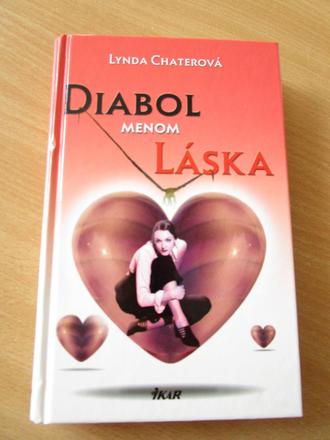 LYNDA CHATEROVÁ
DIABOL
MENOM
LÁSKA
IKAR